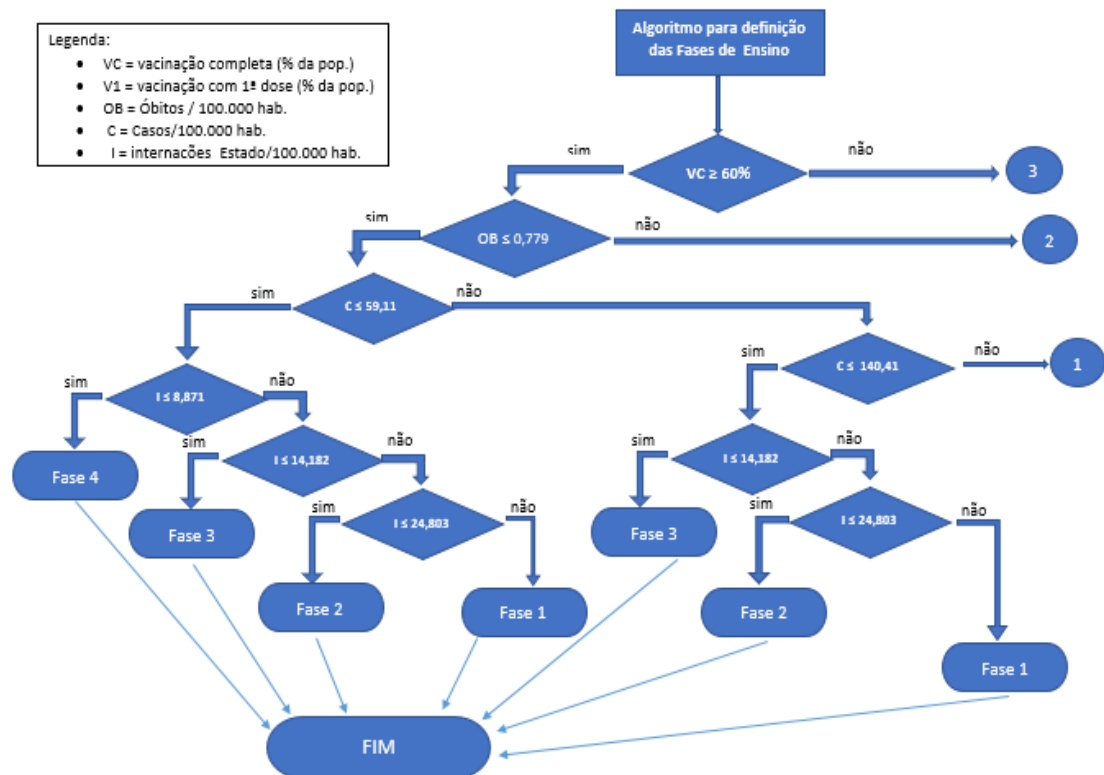 Algoritmo para definição
das Fases de Ensino
Legenda:
• VC = vacinação completa (% da pop.)
• V1 = vacinação com 1ª dose (% da pop.)
• OB = Óbitos / 100.000 hab.
• C = Casos/100.000 hab.
• I = internacões Estado/100.000 hab.
sim
VC ≥ 60%
não
3
sim
OB ≤ 0,779
não
2
sim
C ≤ 59,11
não
sim
C ≤ 140,41
não
1
sim
I ≤ 8,871
não
sim
I ≤ 14,182
não
sim
I ≤ 14,182
não
Fase 4
sim
I ≤ 24,803
não
sim
I ≤ 24,803
não
Fase 3
Fase 3
Fase 2
Fase 1
Fase 2
Fase 1
FIM